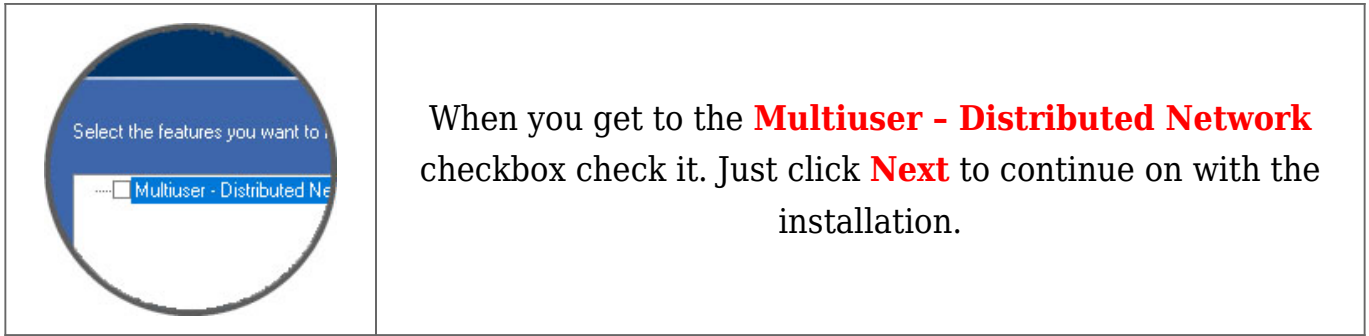 Select the features you want to
Multiuser - Distributed
When you get to the Multiuser – Distributed Network
checkbox check it. Just click Next to continue on with the
installation.